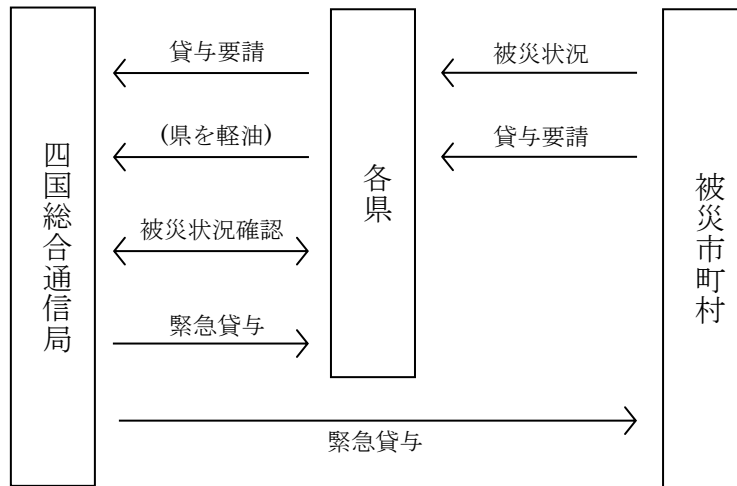 貸与要請
被災状況
(県を軽油)
貸与要請
四国総合通信局
各県
被災市町村
被災状況確認
緊急貸与
緊急貸与